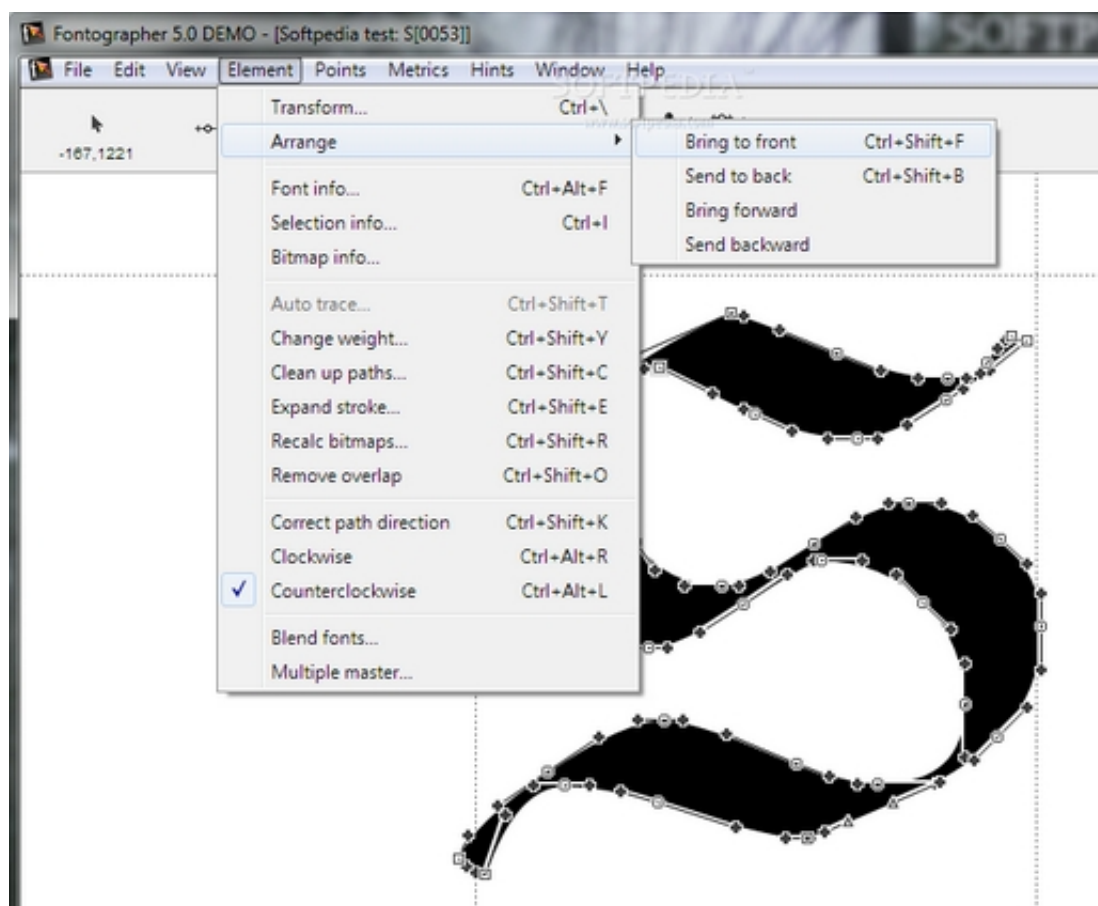 Fontographer 5.0 DEMO - [Softpedia test: S[0053]]
File Edit View Element Points Metrics Hints Window Help
SOFTPEDIA
www.softpedia.com
-167,1221
Transform... Ctrl+\
Arrange
Bring to front Ctrl+Shift+F
Send to back Ctrl+Shift+B
Bring forward
Send backward
Font info... Ctrl+Alt+F
Selection info... Ctrl+I
Bitmap info...
Auto trace... Ctrl+Shift+T
Change weight... Ctrl+Shift+Y
Clean up paths... Ctrl+Shift+C
Expand stroke... Ctrl+Shift+E
Recalc bitmaps... Ctrl+Shift+R
Remove overlap Ctrl+Shift+O
Correct path direction Ctrl+Shift+K
Clockwise Ctrl+Alt+R
Counterclockwise Ctrl+Alt+L
Blend fonts...
Multiple master...